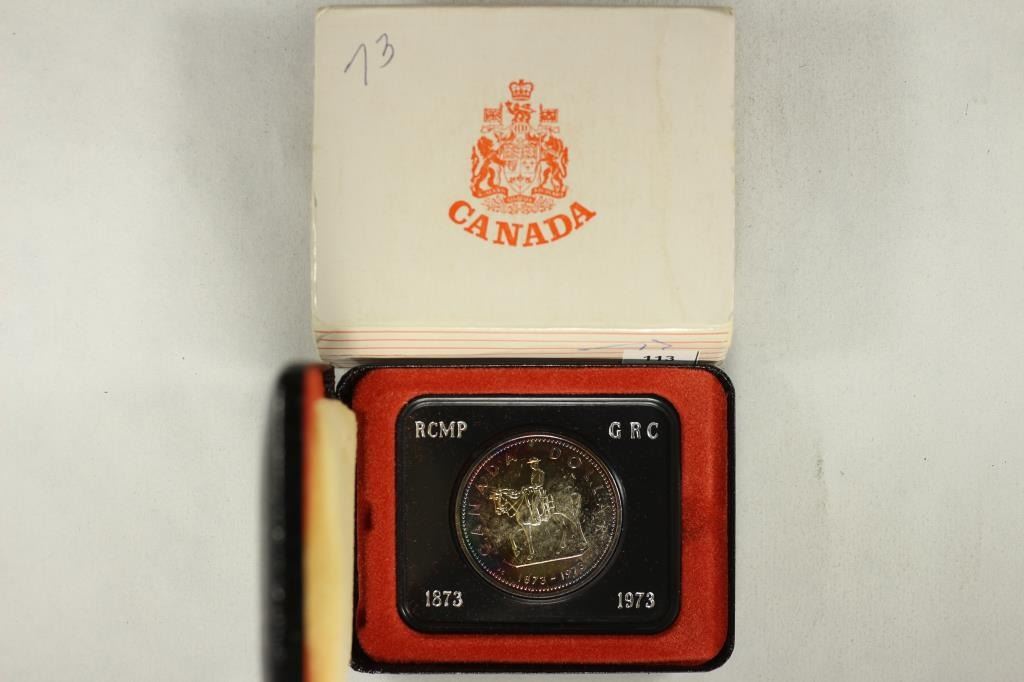 73
CANADA
113
RCMP GRC
CANADA DOLLAR
1873-1973
1873 1973